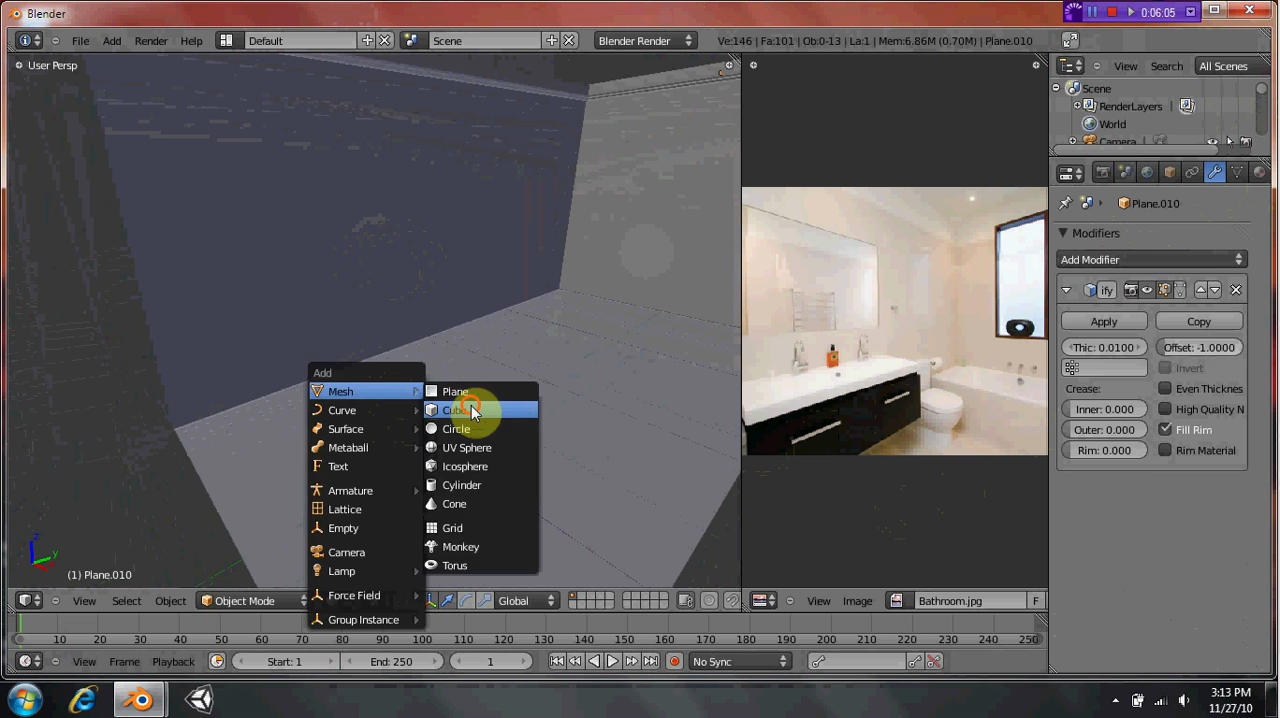 Blender
0:06:05
File Add Render Help Default Scene Blender Render Ve:146 | Fa:101 | Ob:0-13 | La:1 | Mem:6.86M (0.70M) | Plane.010
User Persp
View Search All Scenes
Scene
RenderLayers
World
Camera
Plane.010
Modifiers
Add Modifier
ify
Apply Copy
Thic: 0.0100 Offset: -1.0000
Invert
Crease: Even Thicknes
Inner: 0.000 High Quality N
Outer: 0.000 Fill Rim
Rim: 0.000 Rim Material
Add
Mesh
Curve
Surface
Metaball
Text
Armature
Lattice
Empty
Camera
Lamp
Force Field
Group Instance
Plane
Cube
Circle
UV Sphere
Icosphere
Cylinder
Cone
Grid
Monkey
Torus
z
y
(1) Plane.010
View Select Object Object Mode Global
View Image Bathroom.jpg F
10 20 30 40 50 60 70 80 90 100 110 120 130 140 150 160 170 180 190 200 210 220 230 240 250
View Frame Playback Start: 1 End: 250 1 No Sync
3:13 PM
11/27/10